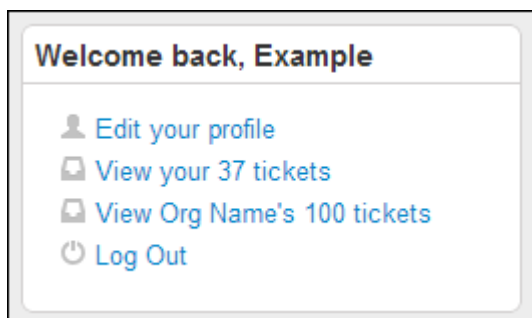 Welcome back, Example
Edit your profile
View your 37 tickets
View Org Name's 100 tickets
Log Out